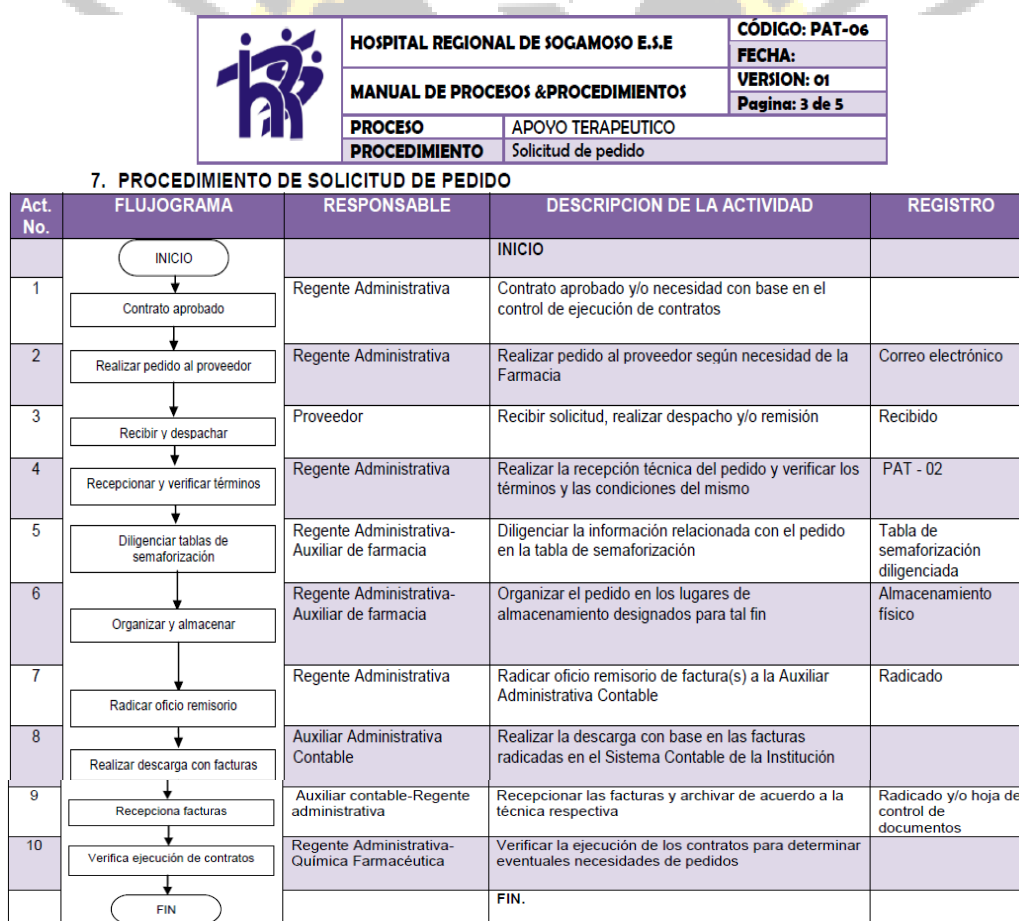 HOSPITAL REGIONAL DE SOGAMOSO E.S.E
CÓDIGO: PAT-06
FECHA:
MANUAL DE PROCESOS &PROCEDIMIENTOS
VERSION: 01
Pagina: 3 de 5
PROCESO APOYO TERAPEUTICO
PROCEDIMIENTO Solicitud de pedido
7. PROCEDIMIENTO DE SOLICITUD DE PEDIDO
Act.
No.
FLUJOGRAMA
RESPONSABLE
DESCRIPCION DE LA ACTIVIDAD
REGISTRO
INICIO
INICIO
1
Contrato aprobado
Regente Administrativa
Contrato aprobado y/o necesidad con base en el
control de ejecución de contratos
2
Realizar pedido al proveedor
Regente Administrativa
Realizar pedido al proveedor según necesidad de la
Farmacia
Correo electrónico
3
Recibir y despachar
Proveedor
Recibir solicitud, realizar despacho y/o remisión
Recibido
4
Recepcionar y verificar términos
Regente Administrativa
Realizar la recepción técnica del pedido y verificar los
términos y las condiciones del mismo
PAT - 02
5
Diligenciar tablas de
semaforización
Regente Administrativa-
Auxiliar de farmacia
Diligenciar la información relacionada con el pedido
en la tabla de semaforización
Tabla de
semaforización
diligenciada
6
Organizar y almacenar
Regente Administrativa-
Auxiliar de farmacia
Organizar el pedido en los lugares de
almacenamiento designados para tal fin
Almacenamiento
físico
7
Radicar oficio remisorio
Regente Administrativa
Radicar oficio remisorio de factura(s) a la Auxiliar
Administrativa Contable
Radicado
8
Realizar descarga con facturas
Auxiliar Administrativa
Contable
Realizar la descarga con base en las facturas
radicadas en el Sistema Contable de la Institución
9
Recepciona facturas
Auxiliar contable-Regente
administrativa
Recepcionar las facturas y archivar de acuerdo a la
técnica respectiva
Radicado y/o hoja de
control de
documentos
10
Verifica ejecución de contratos
Regente Administrativa-
Química Farmacéutica
Verificar la ejecución de los contratos para determinar
eventuales necesidades de pedidos
FIN
FIN.